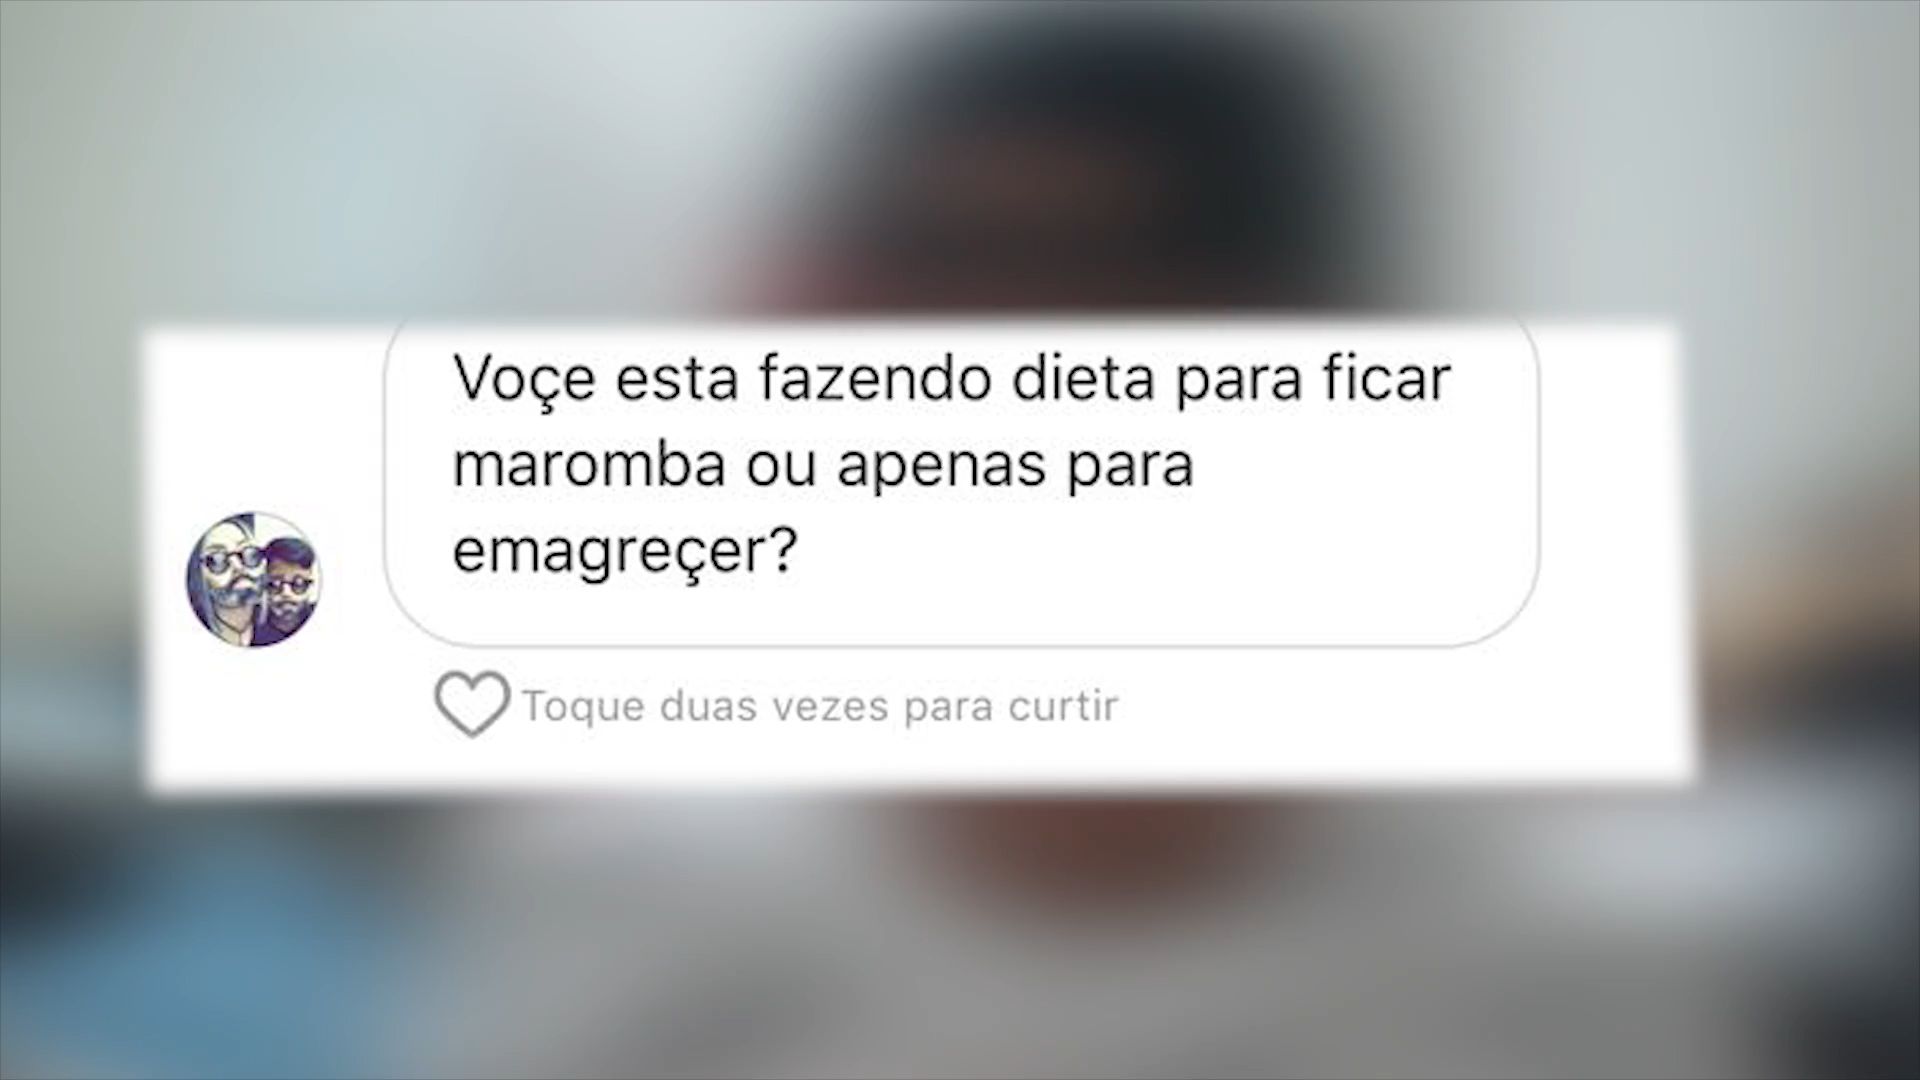 Voçe esta fazendo dieta para ficar
maromba ou apenas para
emagreçer?
Toque duas vezes para curtir